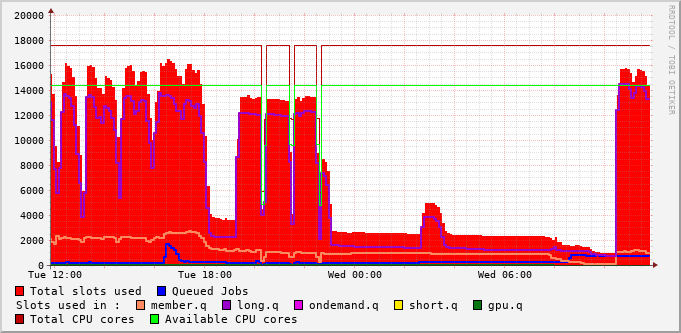 20000
18000
16000
14000
12000
10000
8000
6000
4000
2000
0
Tue 12:00 Tue 18:00 Wed 00:00 Wed 06:00
Total slots used Queued Jobs
Slots used in : member.q long.q ondemand.q short.q gpu.q
Total CPU cores Available CPU cores
RRDTOOL / TOBI OETIKER